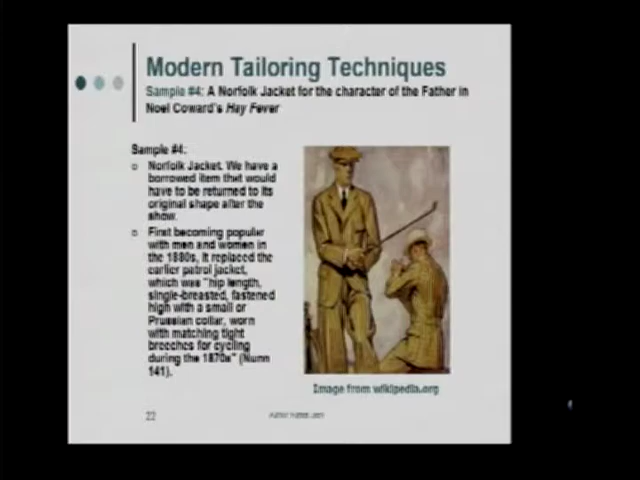 Modern Tailoring Techniques
Sample #4: A Norfolk Jacket for the character of the Father in
Noel Coward's Hay Fever
Sample #4:
Norfolk Jacket. We have a
borrowed item that would
have to be returned to its
original shape after the
show.
First becoming popular
with men and women in
the 1880s, it replaced the
earlier patrol jacket,
which was "hip length,
single-breasted, fastened
high with a small or
Prussian collar, worn
with matching tight
breeches for cycling
during the 1870s" (Nunn
141).
Image from wikipedia.org
22